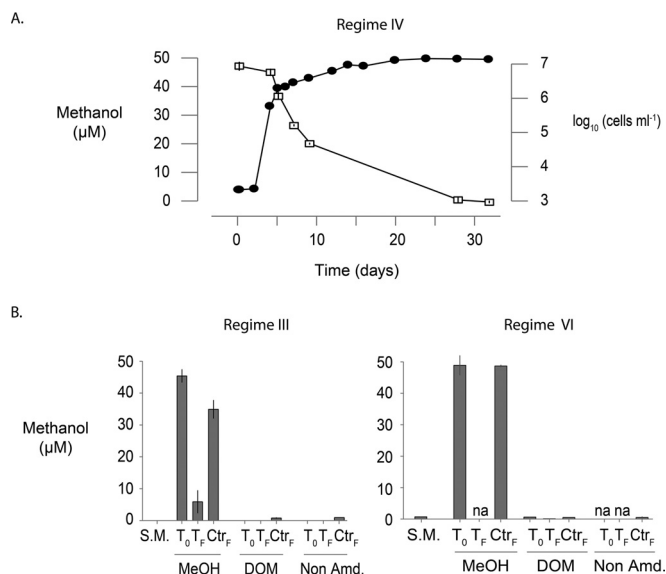 A.
Regime IV
50
40
30
20
10
0
Methanol
(µM)
7
6
5
4
3
log10 (cells ml-1)
0 10 20 30
Time (days)
B.
Regime III
50
40
30
20
10
0
Methanol
(µM)
S.M. T0 TF CtrF T0 TF CtrF T0 TF CtrF
MeOH DOM Non Amd.
Regime VI
50
40
30
20
10
0
na na na
S.M. T0 TF CtrF T0 TF CtrF T0 TF CtrF
MeOH DOM Non Amd.